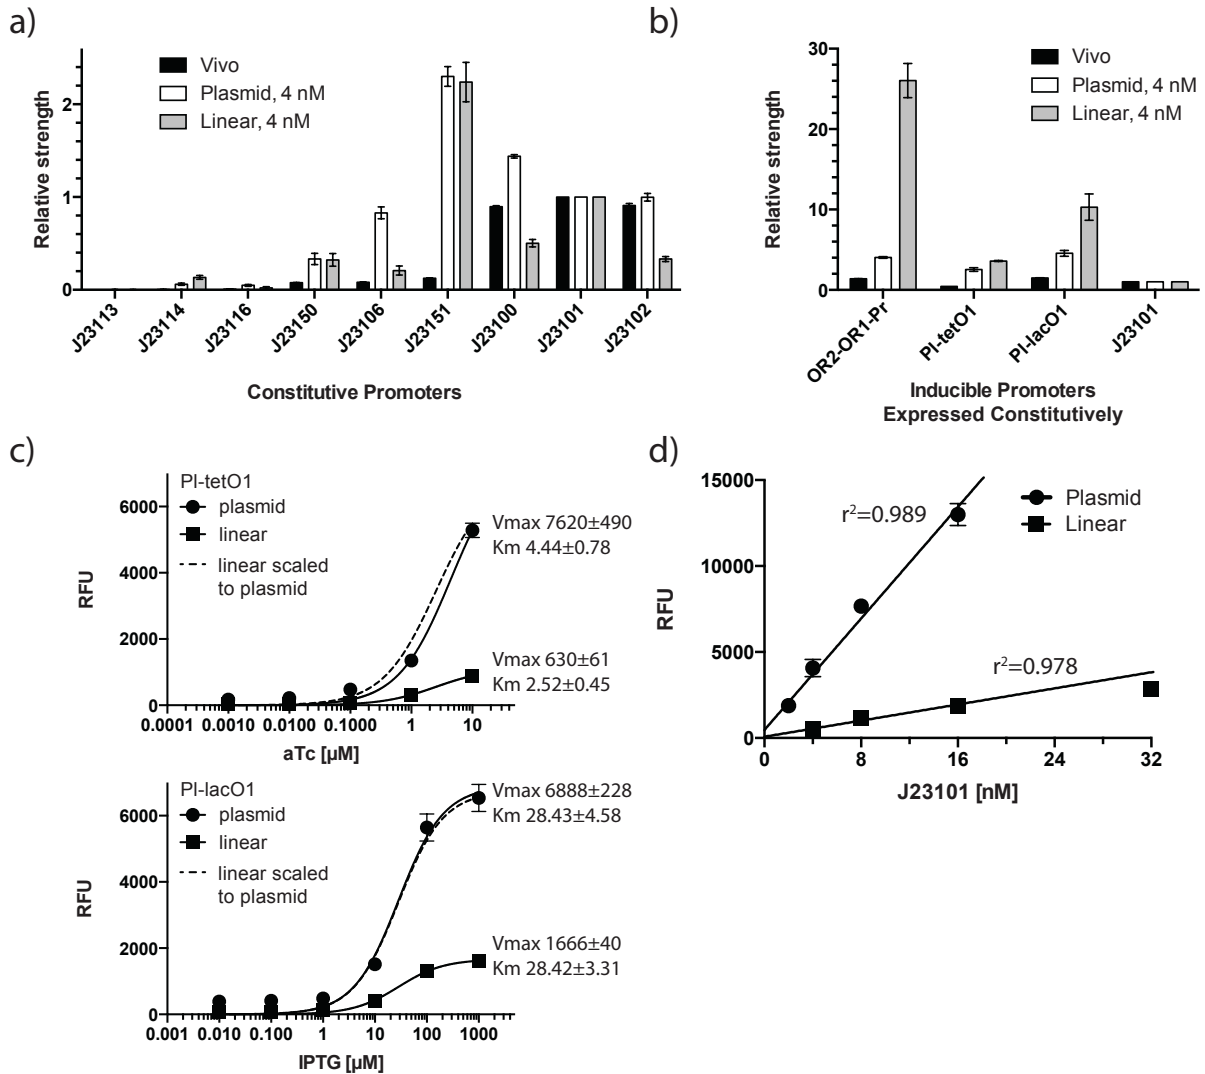 a)
Vivo
Plasmid, 4 nM
Linear, 4 nM
Relative strength
2
1
0
J23113
J23114
J23116
J23150
J23106
J23151
J23100
J23101
J23102
Constitutive Promoters
b)
Vivo
Plasmid, 4 nM
Linear, 4 nM
Relative strength
30
20
10
0
OR2-OR1-Pr
Pl-tetO1
Pl-lacO1
J23101
Inducible Promoters
Expressed Constitutively
c)
Pl-tetO1
plasmid
linear
linear scaled
to plasmid
RFU
6000
4000
2000
0
Vmax 7620±490
Km 4.44±0.78
Vmax 630±61
Km 2.52±0.45
0.0001 0.0010 0.0100 0.1000 1 10
aTc [µM]
Pl-lacO1
plasmid
linear
linear scaled
to plasmid
RFU
6000
4000
2000
0
Vmax 6888±228
Km 28.43±4.58
Vmax 1666±40
Km 28.42±3.31
0.001 0.010 0.100 1 10 100 1000
IPTG [µM]
d)
Plasmid
Linear
r²=0.989
r²=0.978
RFU
15000
10000
5000
0
0 8 16 24 32
J23101 [nM]